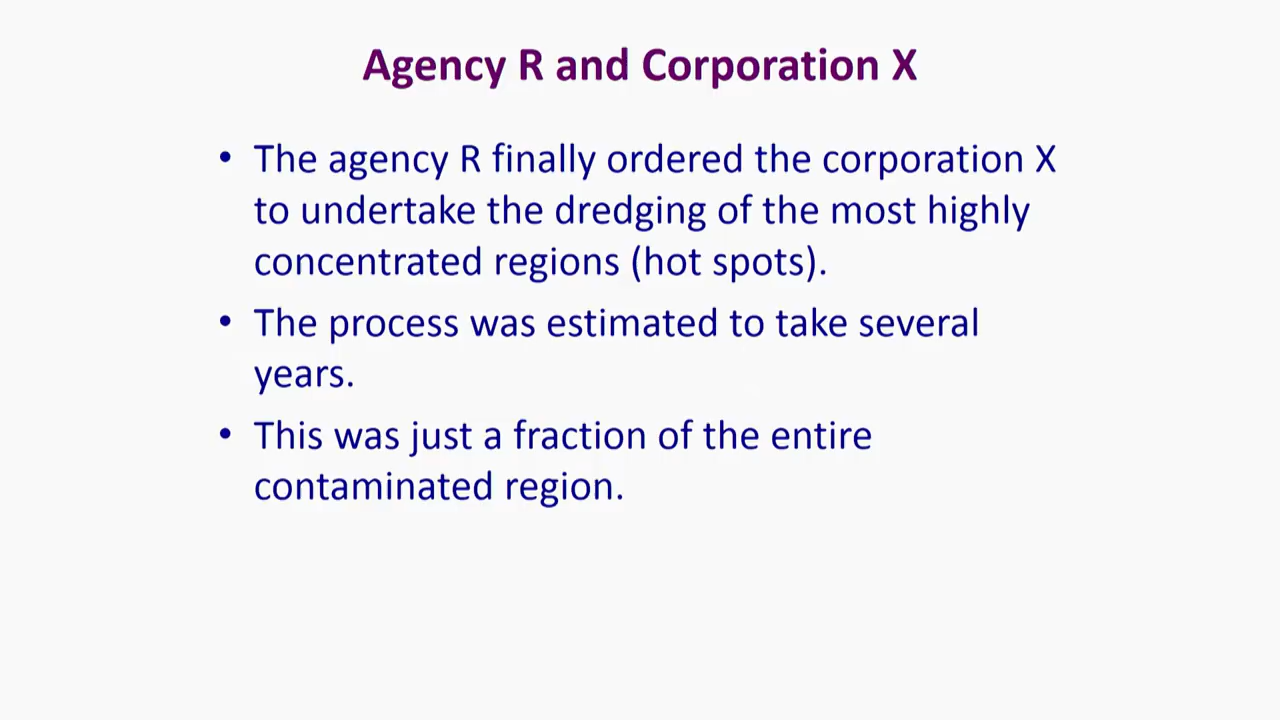 Agency R and Corporation X
• The agency R finally ordered the corporation X
to undertake the dredging of the most highly
concentrated regions (hot spots).
• The process was estimated to take several
years.
• This was just a fraction of the entire
contaminated region.